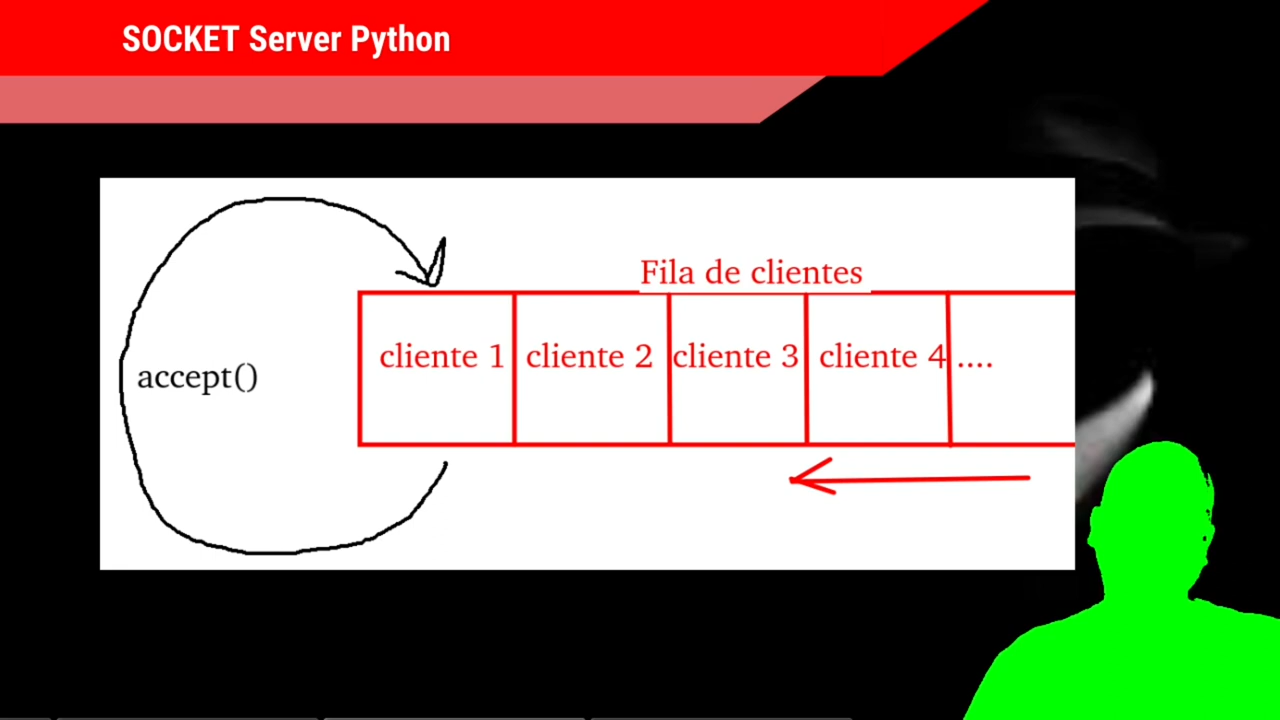 SOCKET Server Python
Fila de clientes
cliente 1 cliente 2 cliente 3 cliente 4 ....
accept()